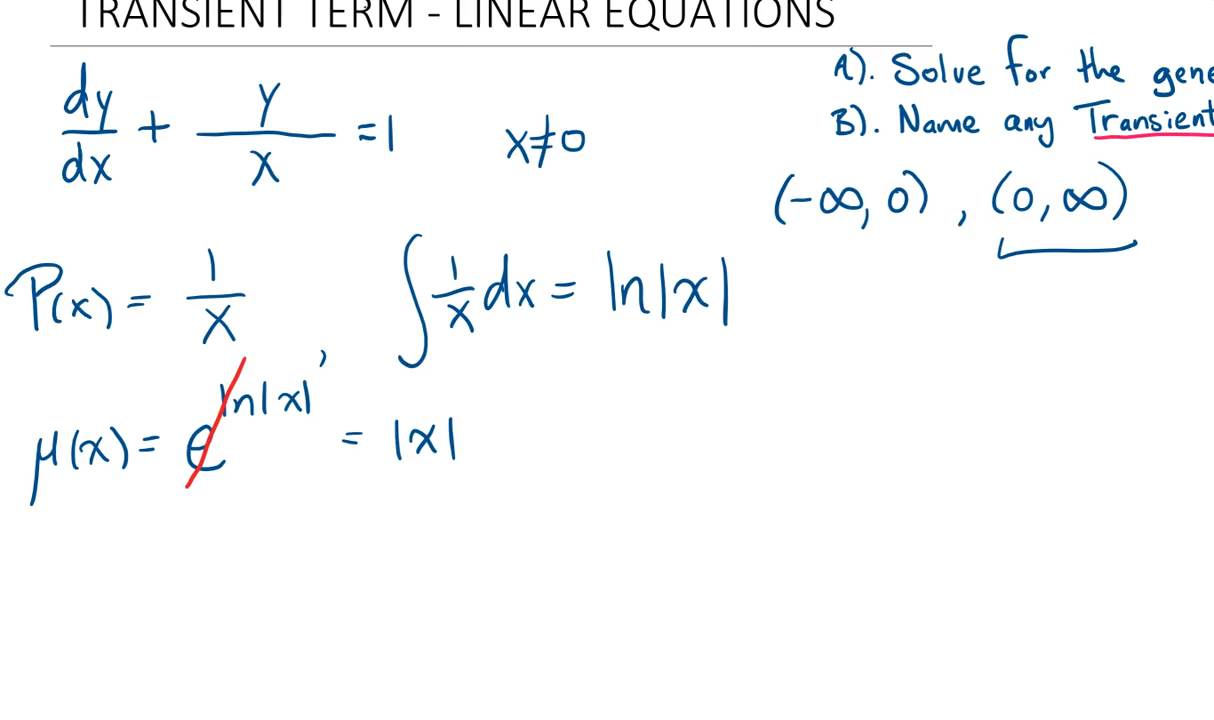 TRANSIENT TERM - LINEAR EQUATIONS
A). Solve for the
B). Name any Transient
dy/dx + y/x = 1 x≠0
(-∞, 0) , (0, ∞)
P(x) = 1/x ∫ 1/x dx = ln|x|
μ(x) = e^ln|x| ' = |x|